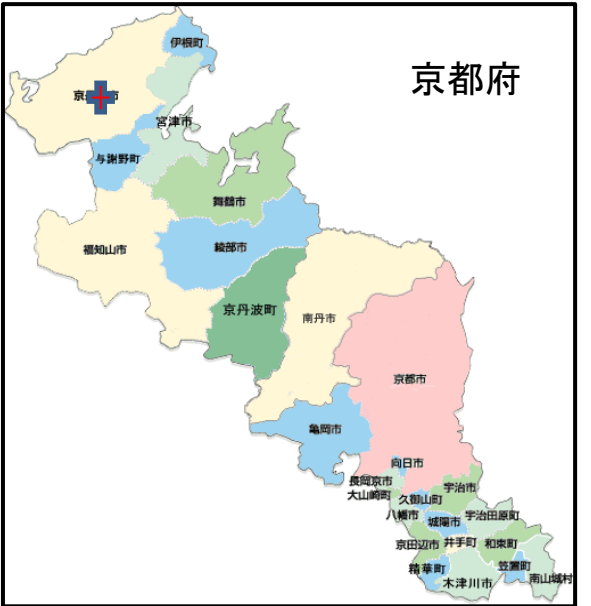 京都府
伊根町
京
市
宮津市
与謝野町
舞鶴市
福知山市
綾部市
京丹波町
南丹市
京都市
亀岡市
向日市
長岡京市
大山崎町
宇治市
久御山町
八幡市
宇治田原町
城陽市
京田辺市
井手町
和束町
精華町
笠置町
南山城村
木津川市